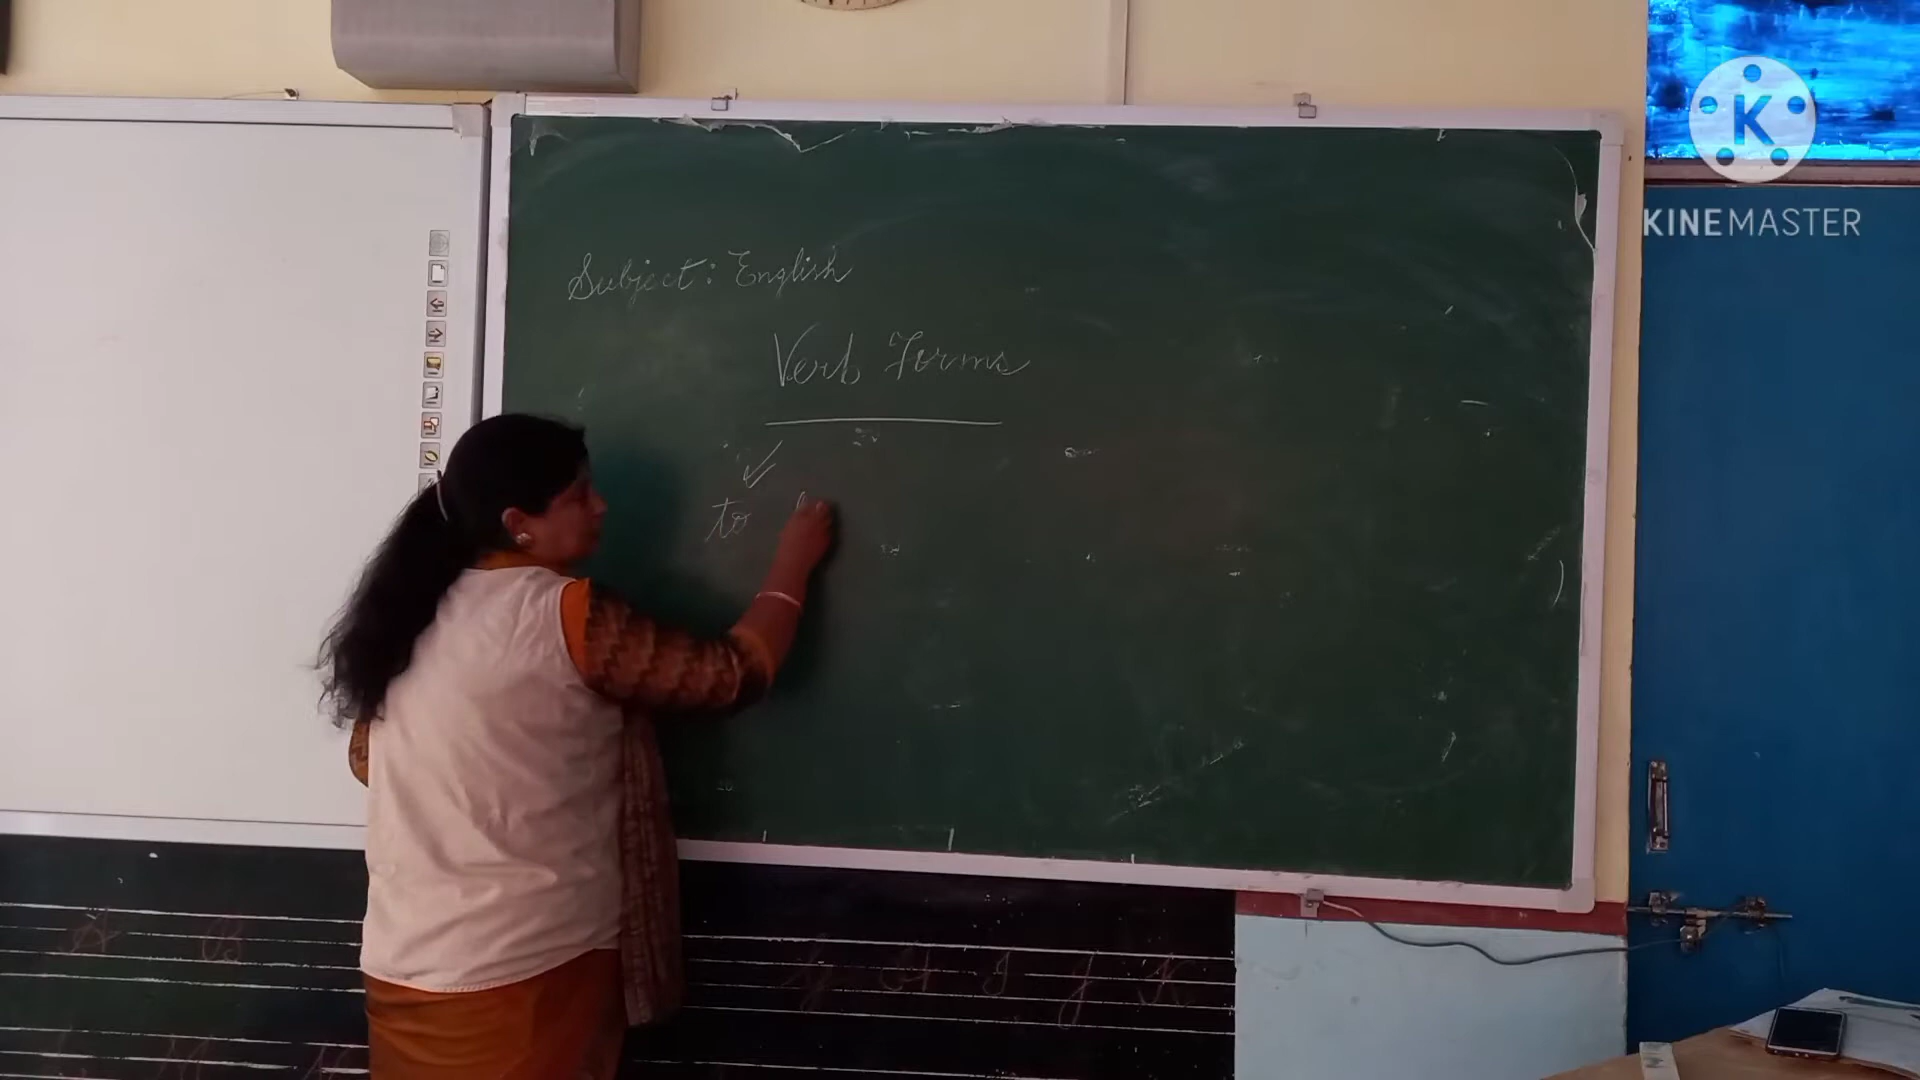 K
KINEMASTER
Subject: English
Verb Forms
to
A B
G H I J K